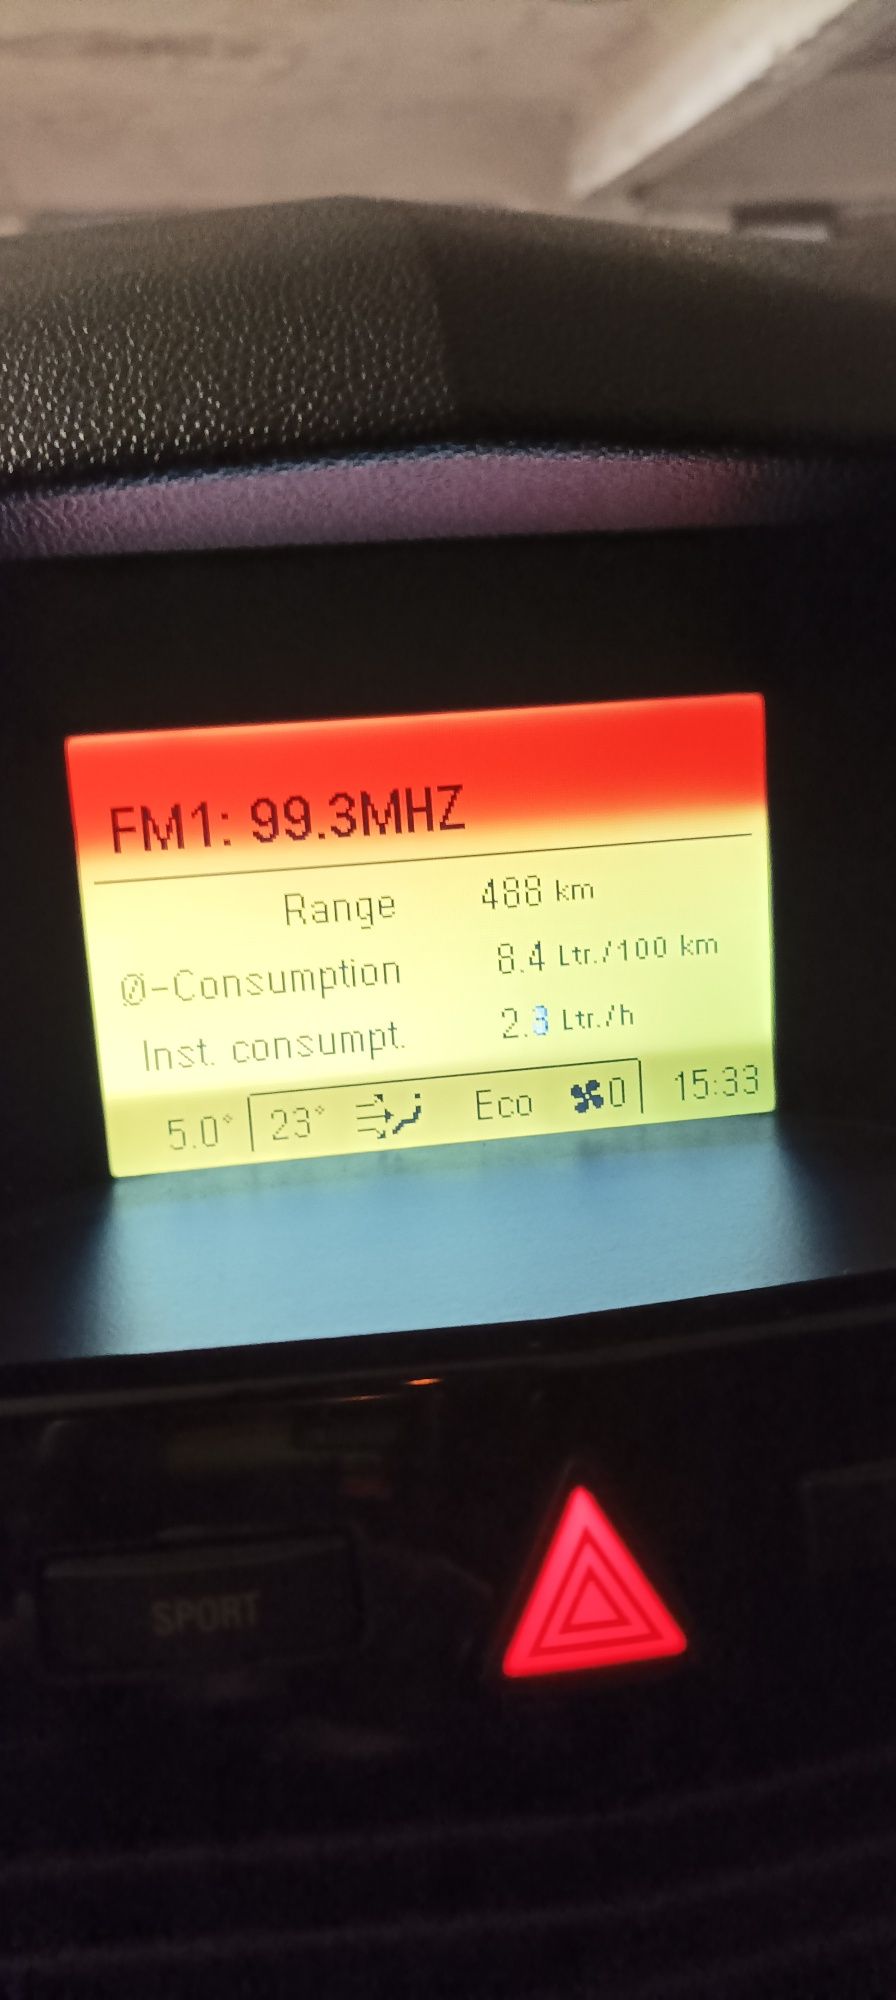 FM1: 99.3MHZ
Range 488 km
Ø-Consumption 8.4 Ltr./100 km
Inst. consumpt. 2.3 Ltr./h
5.0° 23° Eco 0 15:33
SPORT